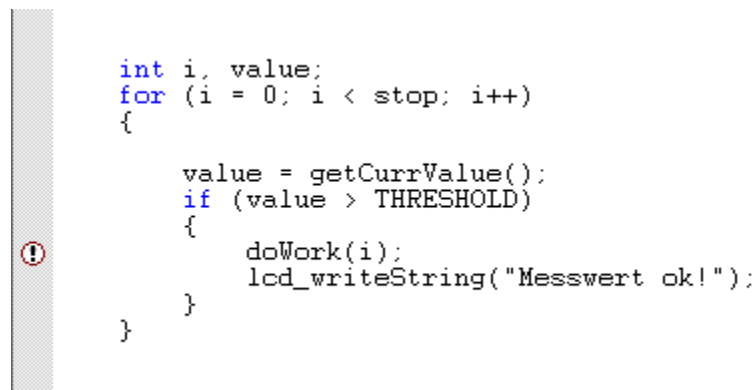 int i, value;
for (i = 0; i < stop; i++)
{
value = getCurrValue();
if (value > THRESHOLD)
{
doWork(i);
lcd_writeString("Messwert ok!");
}
}